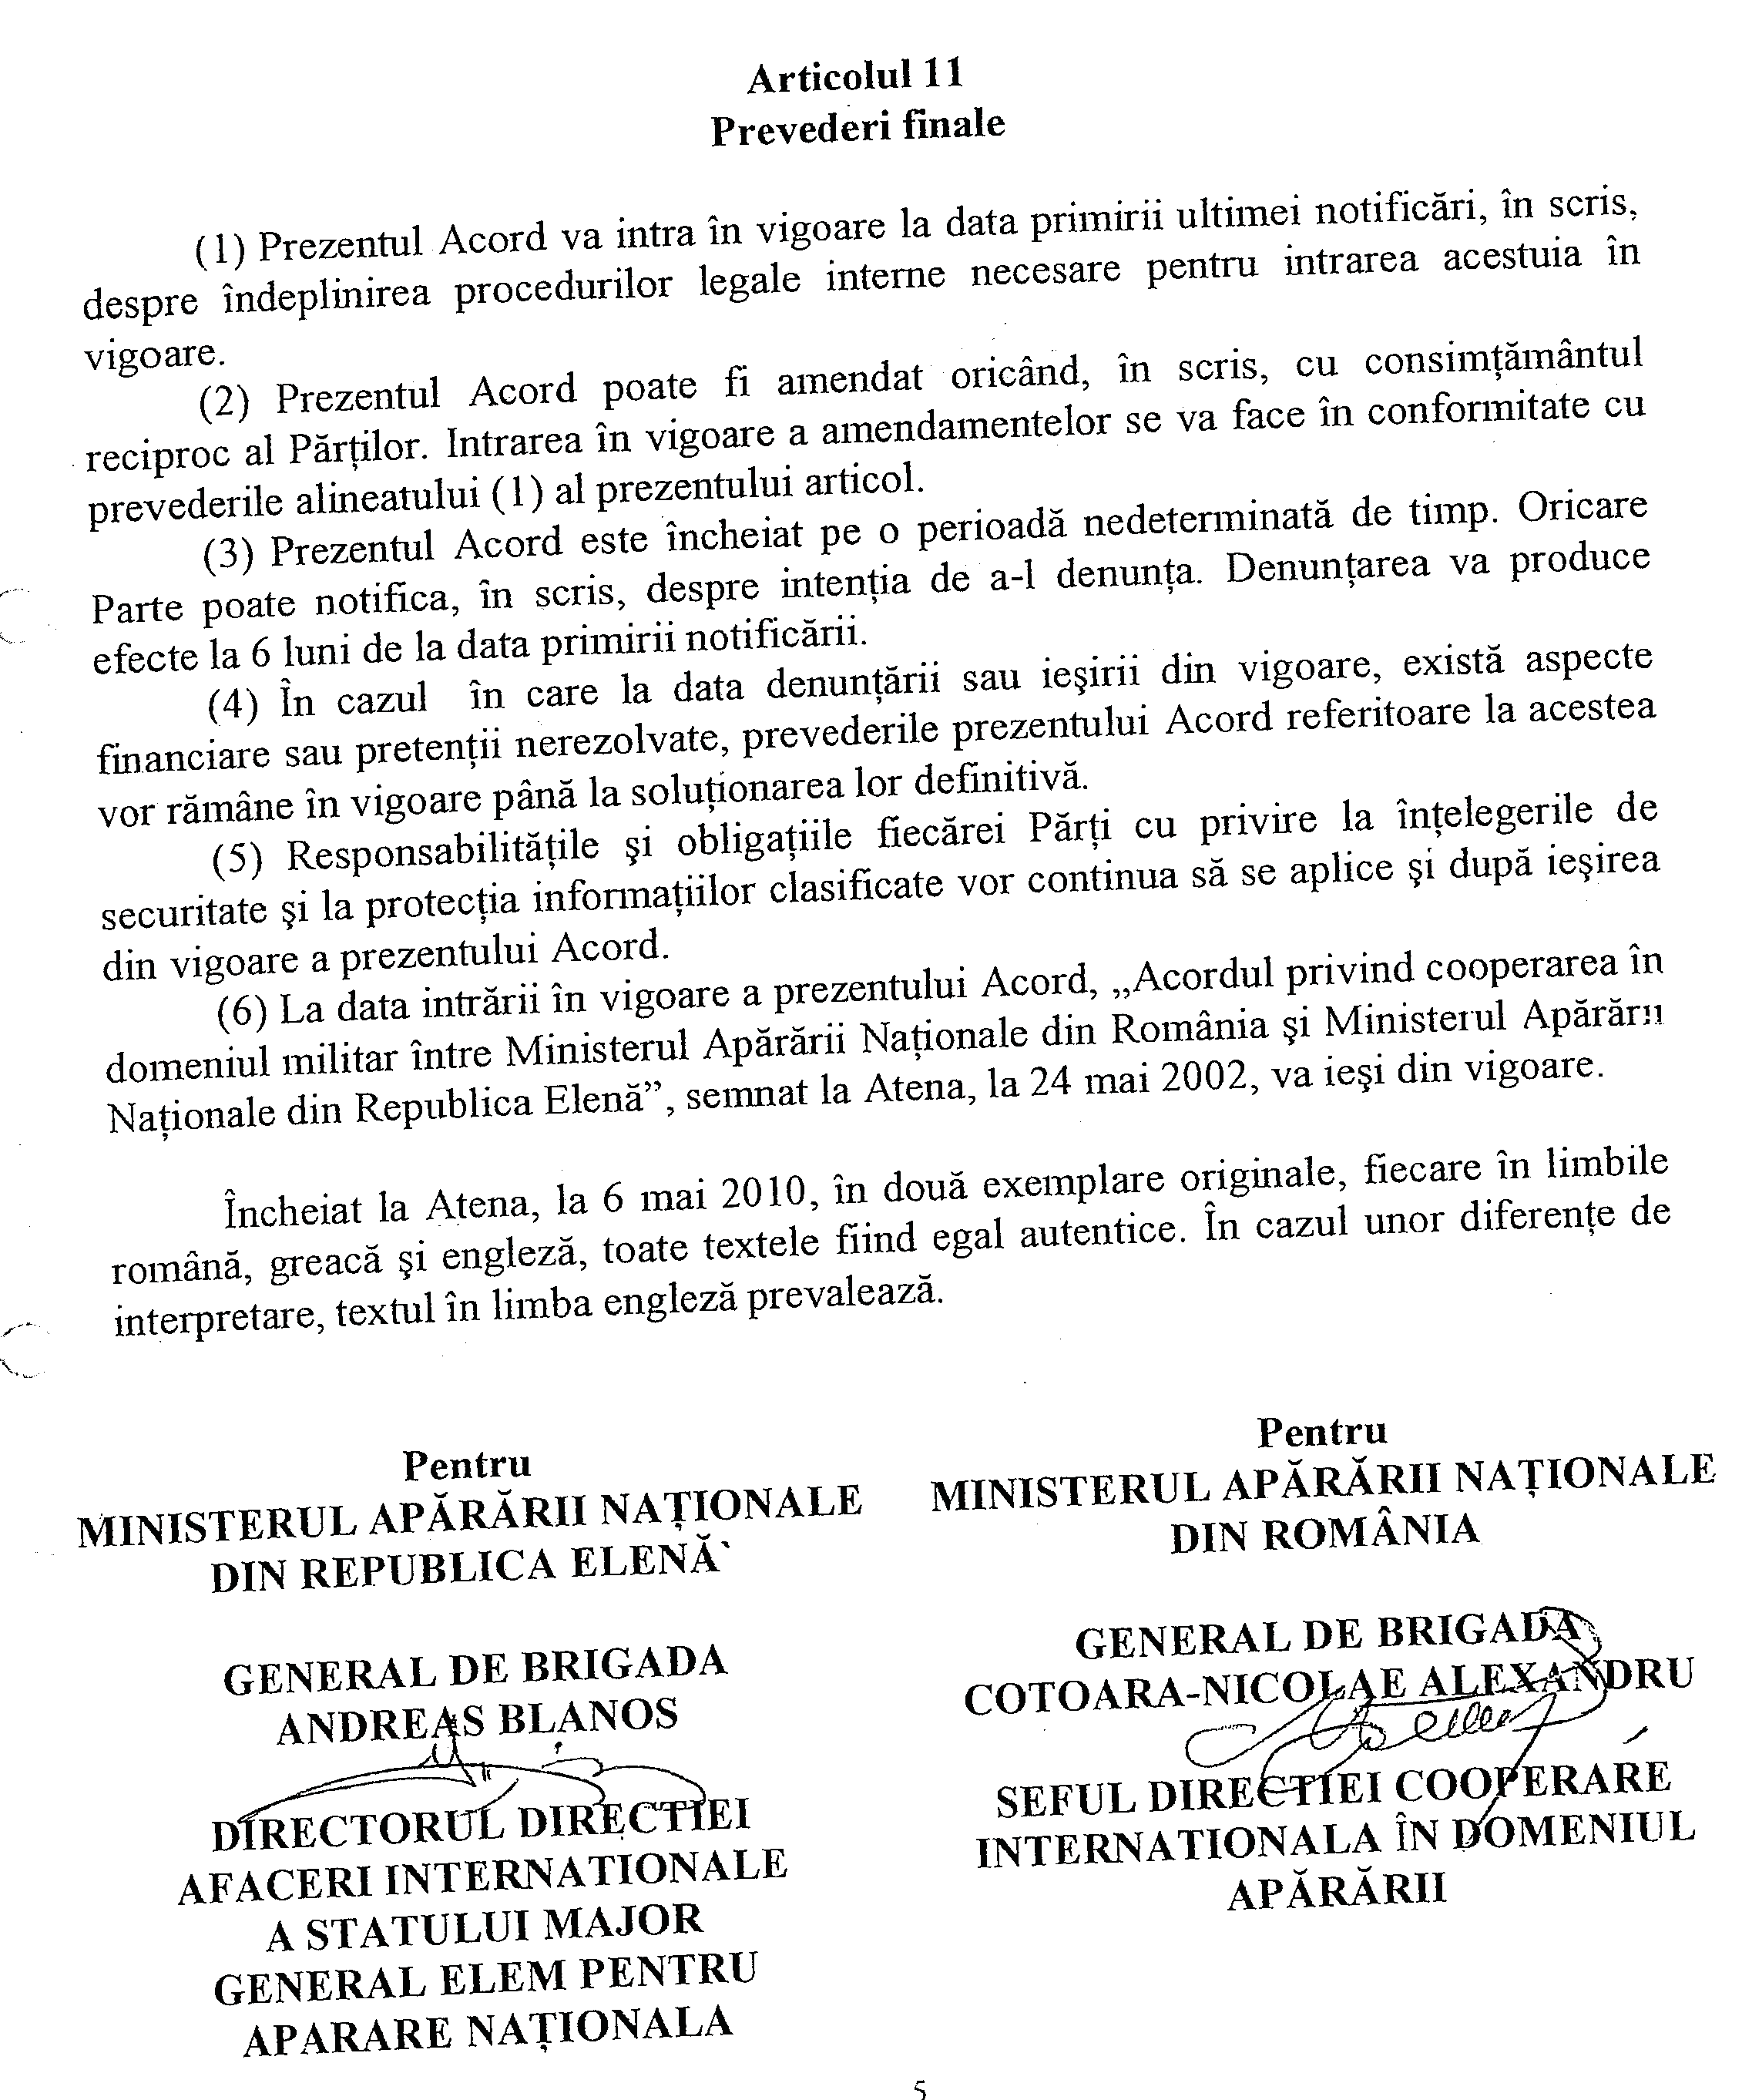 Articolul 11
Prevederi finale
(1) Prezentul Acord va intra în vigoare la data primirii ultimei notificări, în scris,
despre îndeplinirea procedurilor legale interne necesare pentru intrarea acestuia în
vigoare.
(2) Prezentul Acord poate fi amendat oricând, în scris, cu consimțământul
reciproc al Părților. Intrarea în vigoare a amendamentelor se va face în conformitate cu
prevederile alineatului (1) al prezentului articol.
(3) Prezentul Acord este încheiat pe o perioadă nedeterminată de timp. Oricare
Parte poate notifica, în scris, despre intenția de a-l denunța. Denunțarea va produce
efecte la 6 luni de la data primirii notificării.
(4) În cazul în care la data denunțării sau ieşirii din vigoare, există aspecte
financiare sau pretenții nerezolvate, prevederile prezentului Acord referitoare la acestea
vor rămâne în vigoare până la soluționarea lor definitivă.
(5) Responsabilitățile şi obligațiile fiecărei Părți cu privire la înțelegerile de
securitate şi la protecția informațiilor clasificate vor continua să se aplice şi după ieşirea
din vigoare a prezentului Acord.
(6) La data intrării în vigoare a prezentului Acord, „Acordul privind cooperarea în
domeniul militar între Ministerul Apărării Naționale din România şi Ministerul Apărării
Naționale din Republica Elenă”, semnat la Atena, la 24 mai 2002, va ieşi din vigoare.
Încheiat la Atena, la 6 mai 2010, în două exemplare originale, fiecare în limbile
română, greacă şi engleză, toate textele fiind egal autentice. În cazul unor diferențe de
interpretare, textul în limba engleză prevalează.
Pentru
MINISTERUL APĂRĂRII NAȚIONALE
DIN REPUBLICA ELENĂ
GENERAL DE BRIGADA
ANDREAS BLANOS
DIRECTORUL DIRECȚIEI
AFACERI INTERNATIONALE
A STATULUI MAJOR
GENERAL ELEM PENTRU
APARARE NAȚIONALA
Pentru
MINISTERUL APĂRĂRII NAȚIONALE
DIN ROMÂNIA
GENERAL DE BRIGADA
COTOARA-NICOLAE ALEXANDRU
SEFUL DIRECTIEI COOPERARE
INTERNATIONALA ÎN DOMENIUL
APĂRĂRII
5